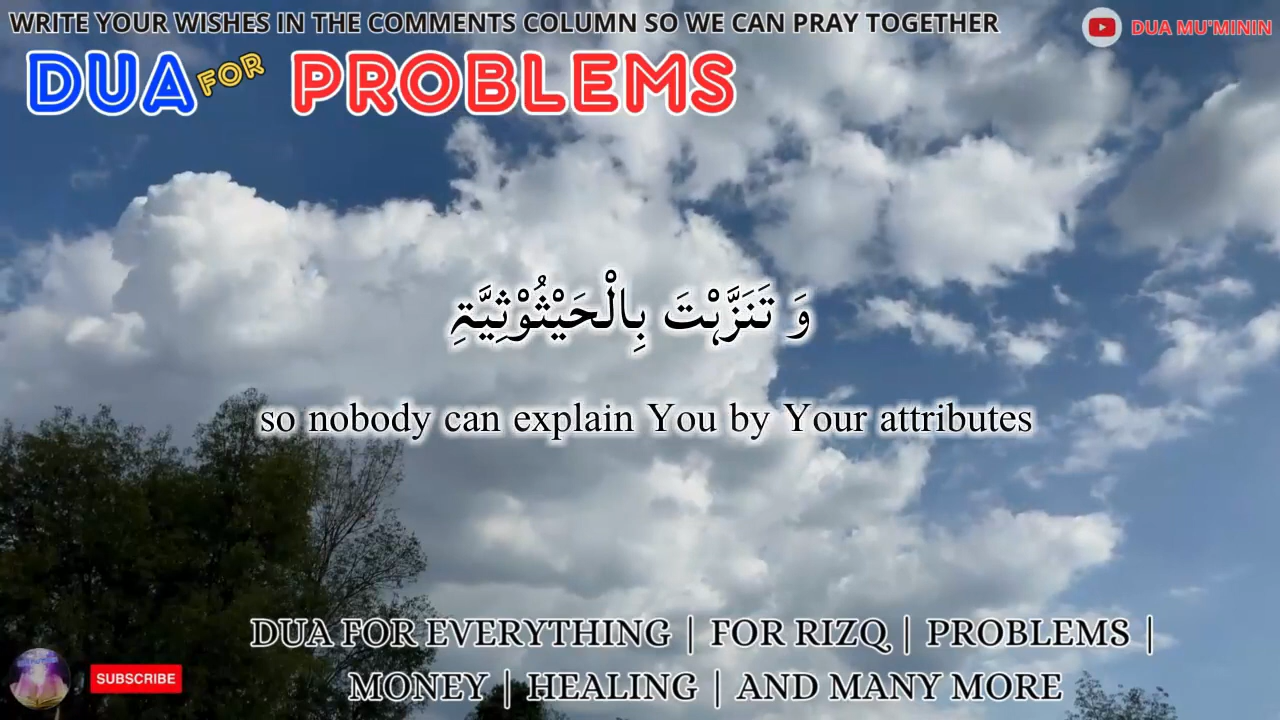 WRITE YOUR WISHES IN THE COMMENTS COLUMN SO WE CAN PRAY TOGETHER
DUA MU'MININ
DUA FOR PROBLEMS
وَ تَنَزَّہْتَ بِالْحَيْثُوْثِيَّۃِ
so nobody can explain You by Your attributes
DUA FOR EVERYTHING | FOR RIZQ | PROBLEMS |
MONEY | HEALING | AND MANY MORE
SUBSCRIBE